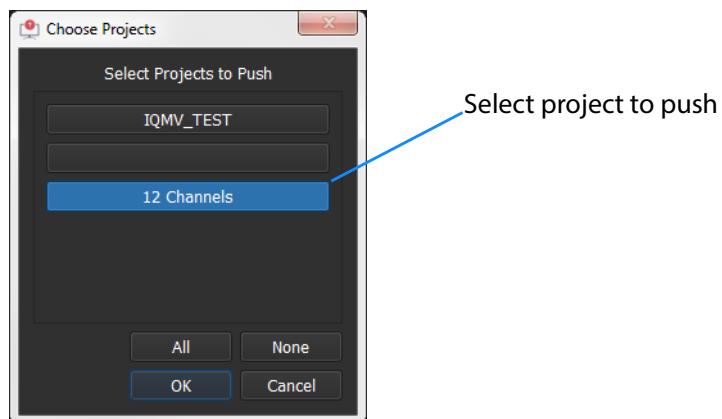 Choose Projects
Select Projects to Push
Select project to push
IQMV_TEST
12 Channels
All None
OK Cancel